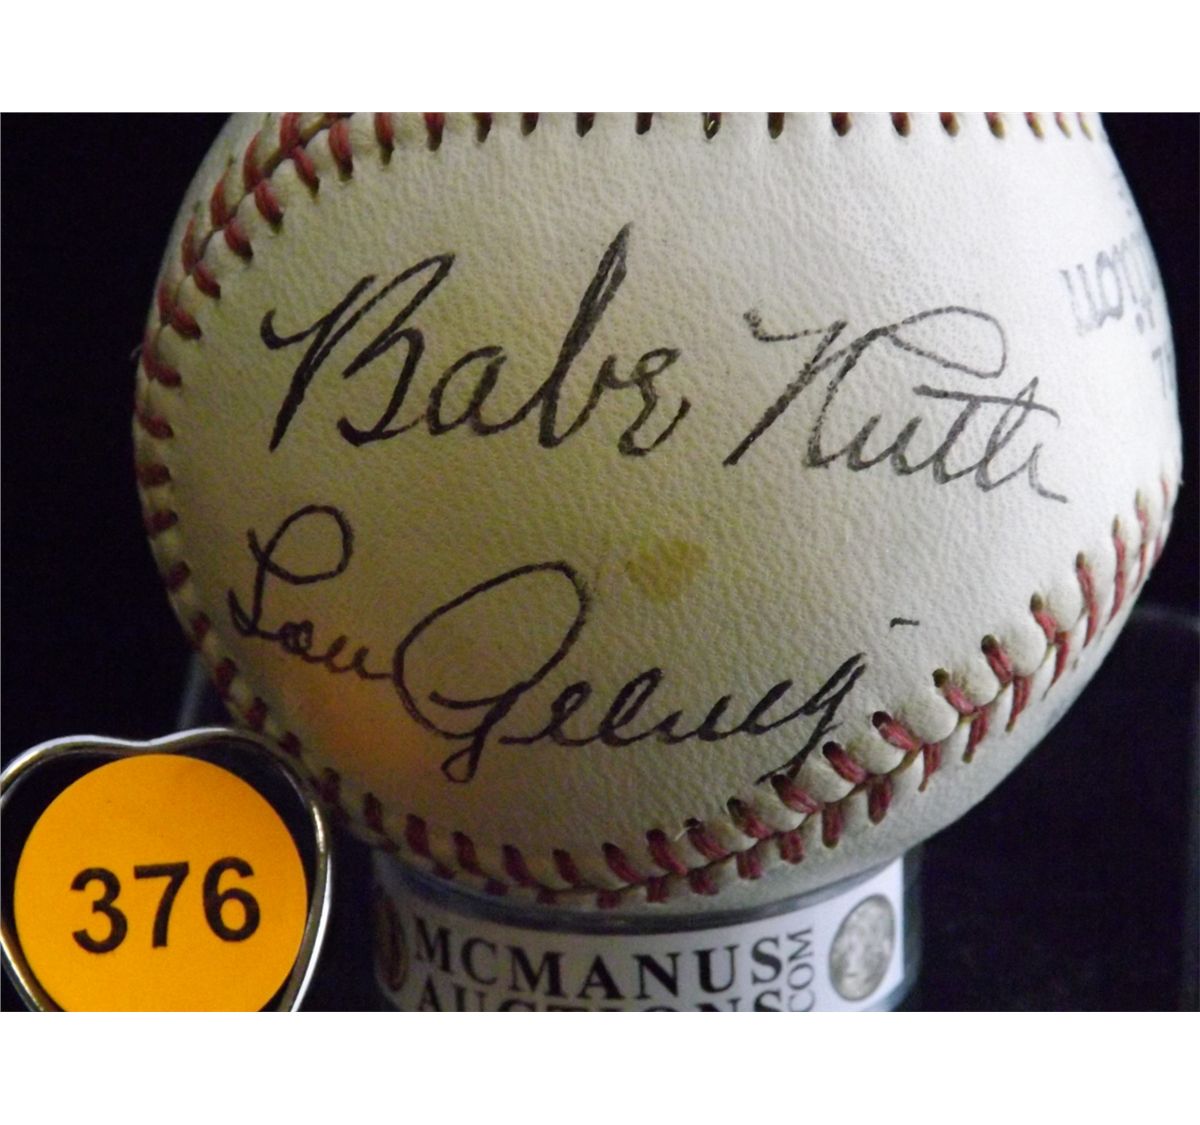 Babe Ruth
Lou Gehrig
376
MCMANUS
AUCTIONS
.COM